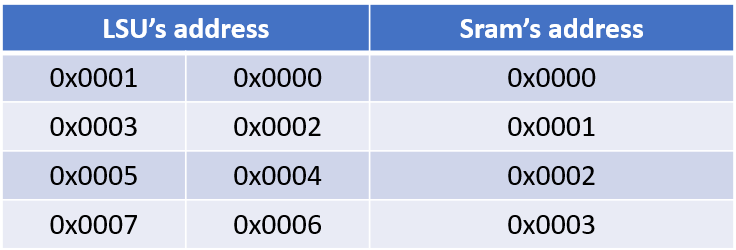 LSU's address Sram's address
0x0001 0x0000 0x0000
0x0003 0x0002 0x0001
0x0005 0x0004 0x0002
0x0007 0x0006 0x0003